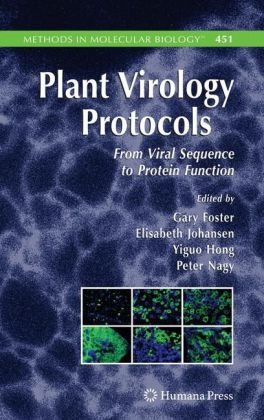 METHODS IN MOLECULAR BIOLOGY™ 451
Plant Virology
Protocols
From Viral Sequence
to Protein Function
Edited by
Gary Foster
Elisabeth Johansen
Yiguo Hong
Peter Nagy
Humana Press